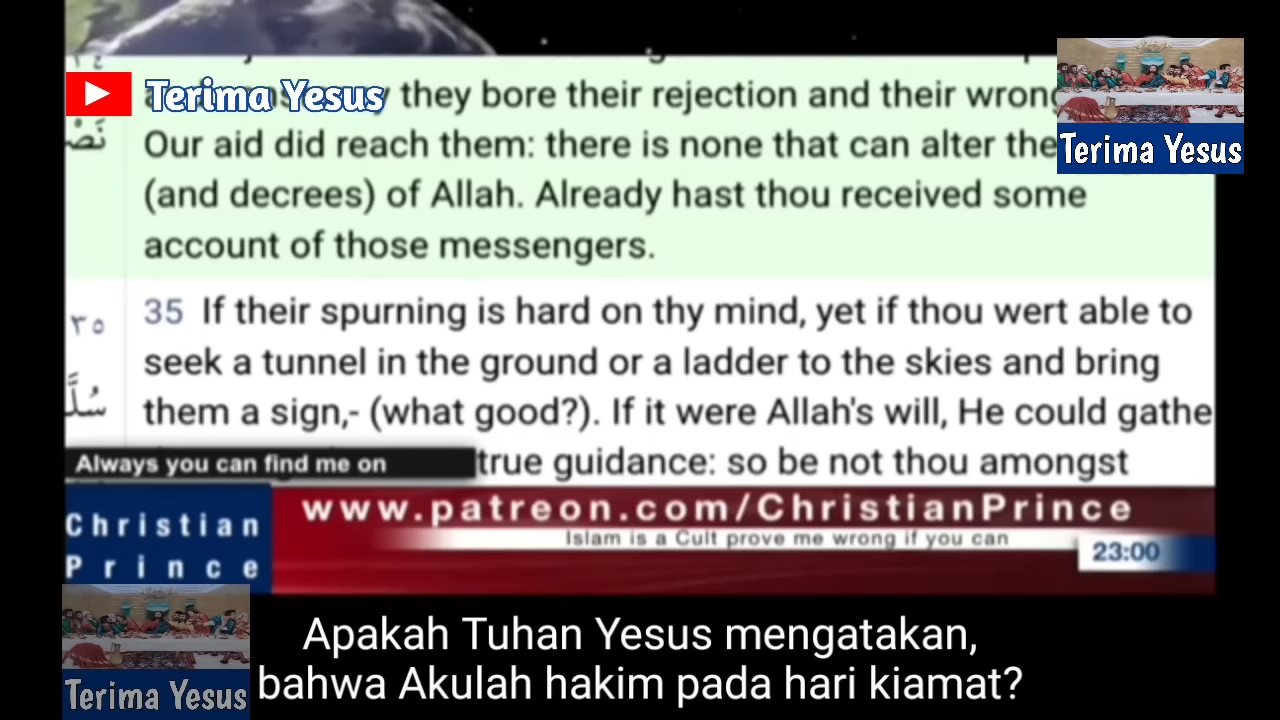 Terima Yesus they bore their rejection and their
Our aid did reach them: there is none that can alter the
Terima Yesus
(and decrees) of Allah. Already hast thou received some
account of those messengers.
٣٥
35 If their spurning is hard on thy mind, yet if thou wert able to
seek a tunnel in the ground or a ladder to the skies and bring
them a sign,- (what good?). If it were Allah's will, He could gathe
Always you can find me on
true guidance: so be not thou amongst
Christian
Prince
www.patreon.com/ChristianPrince
Islam is a Cult prove me wrong if you can
23:00
Apakah Tuhan Yesus mengatakan,
bahwa Akulah hakim pada hari kiamat?
Terima Yesus